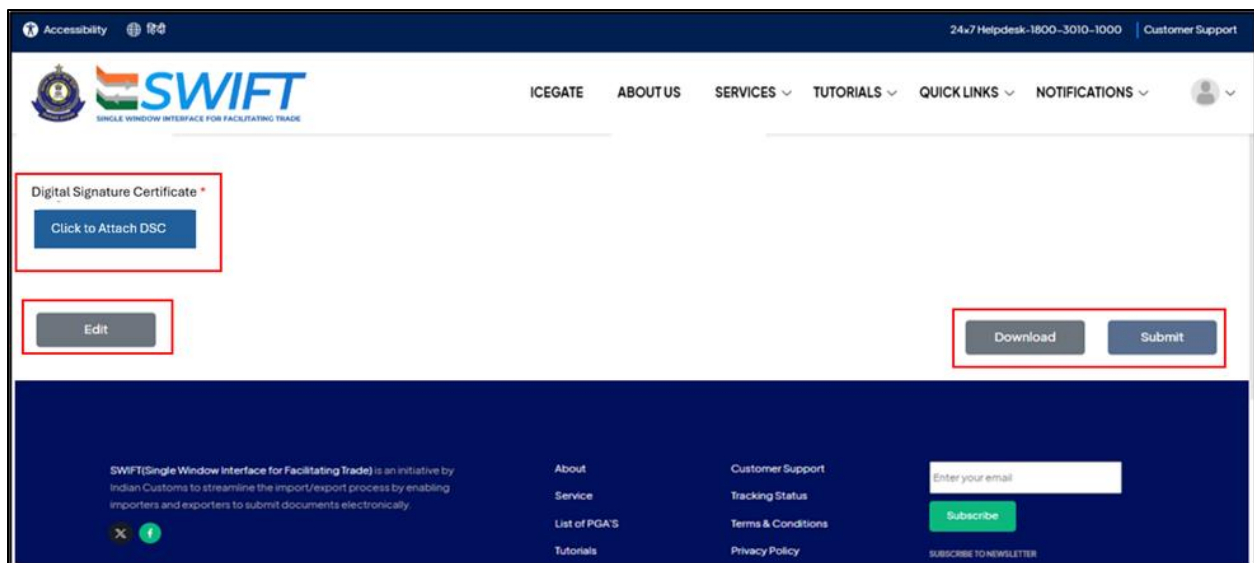 Accessibility हिंदी 24x7 Helpdesk-1800-3010-1000 Customer Support
SWIFT
SINGLE WINDOW INTERFACE FOR FACILITATING TRADE
ICEGATE ABOUT US SERVICES TUTORIALS QUICK LINKS NOTIFICATIONS
Digital Signature Certificate *
Click to Attach DSC
Edit
Download Submit
SWIFT(Single Window Interface for Facilitating Trade) is an initiative by
Indian Customs to streamline the import/export process by enabling
importers and exporters to submit documents electronically.
About
Service
List of PGA'S
Tutorials
Customer Support
Tracking Status
Terms & Conditions
Privacy Policy
Enter your email
Subscribe
SUBSCRIBE TO NEWSLETTER